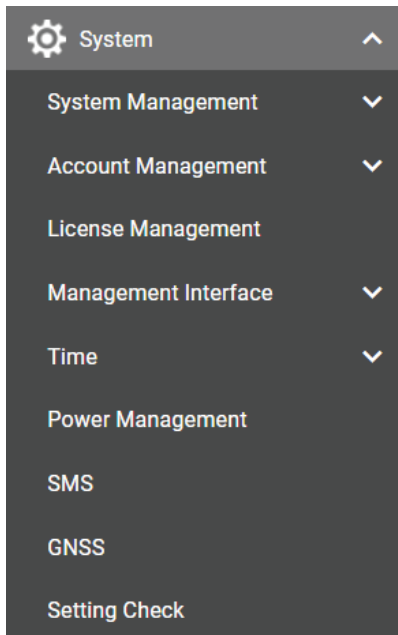 System
System Management
Account Management
License Management
Management Interface
Time
Power Management
SMS
GNSS
Setting Check